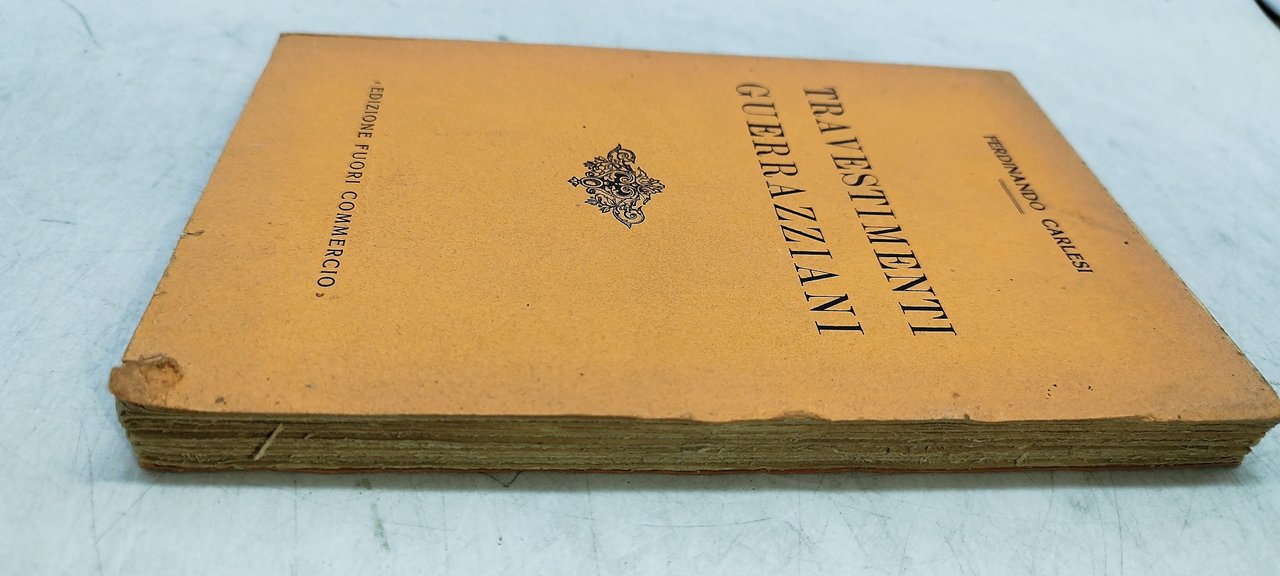 FERDINANDO CARLESI
TRAVESTIMENTI
GUERRAZZIANI
"EDIZIONE FUORI COMMERCIO"